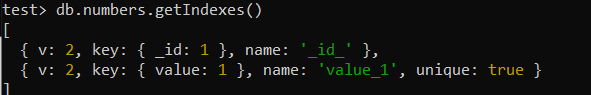 test> db.numbers.getIndexes()
[
  { v: 2, key: { _id: 1 }, name: '_id_' },
  { v: 2, key: { value: 1 }, name: 'value_1', unique: true }
]